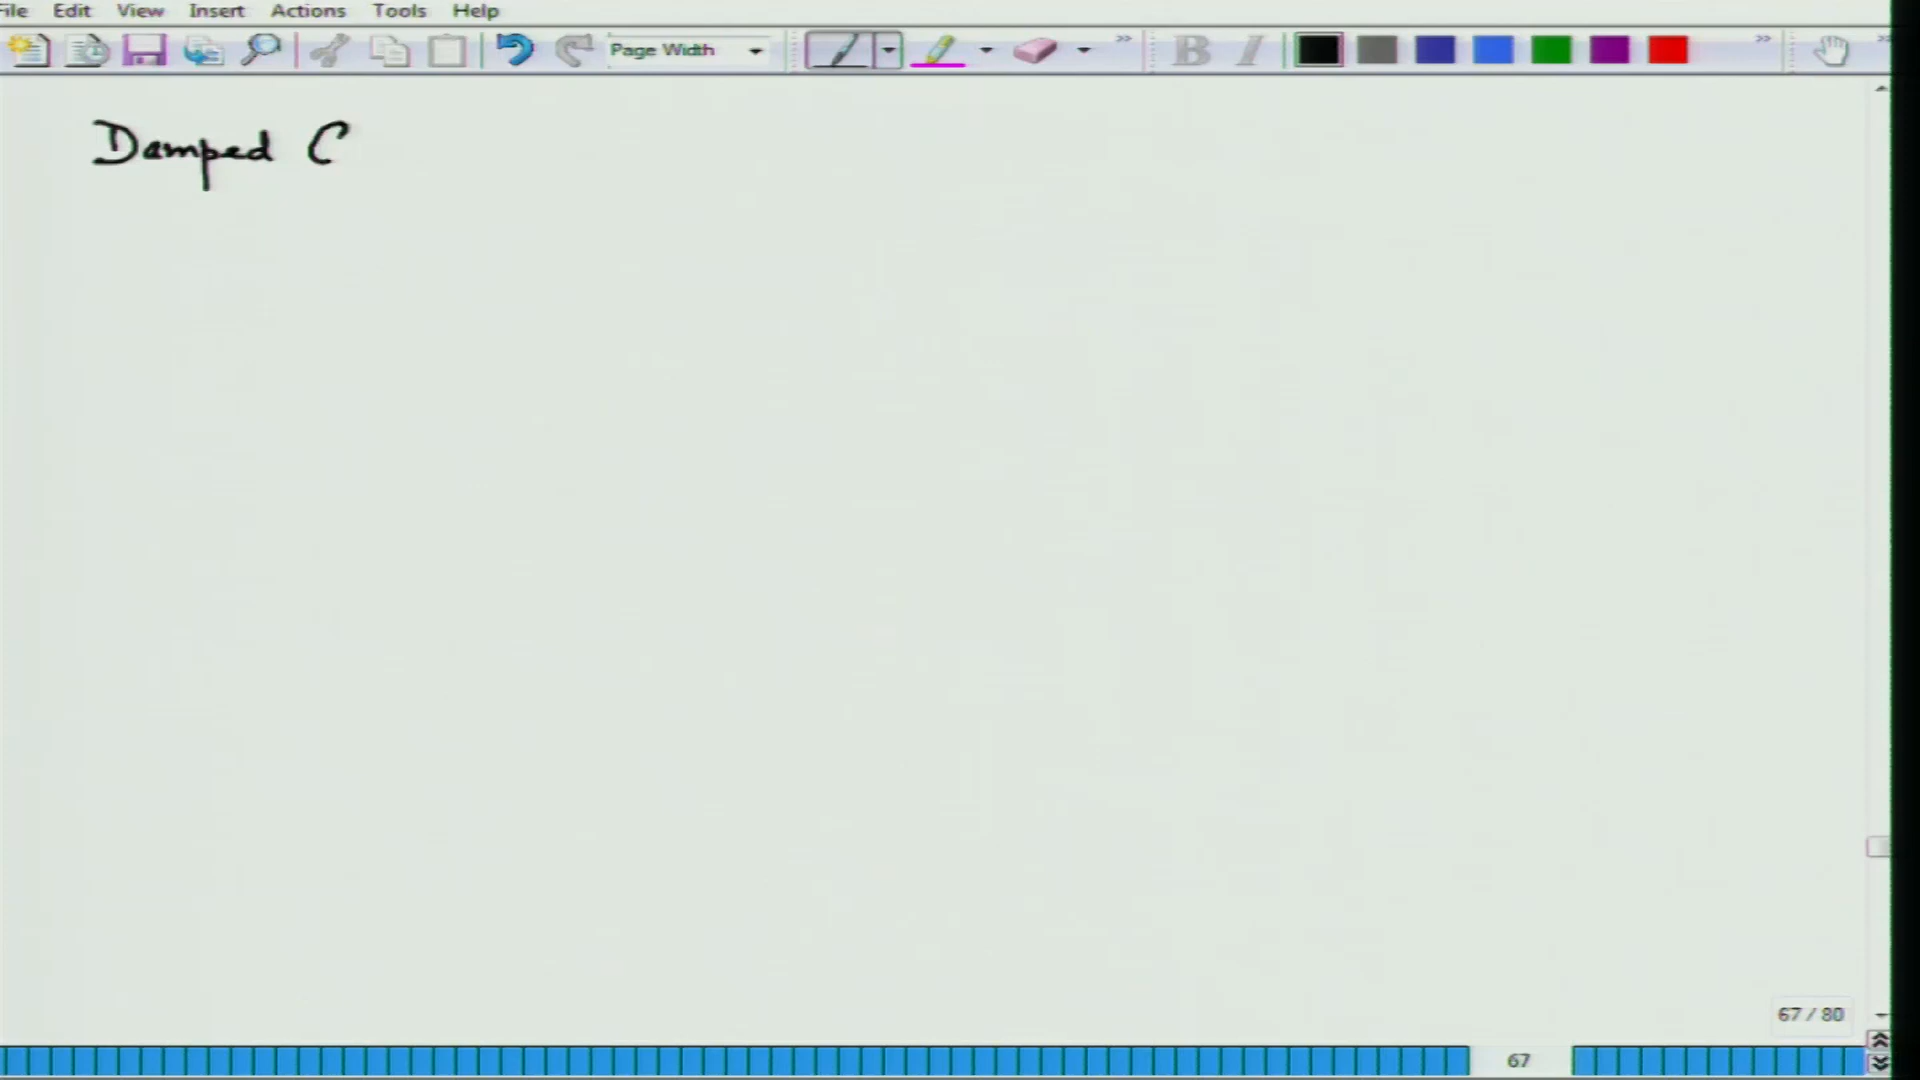 File Edit View Insert Actions Tools Help
Page Width B I
Damped C
67 / 80
67